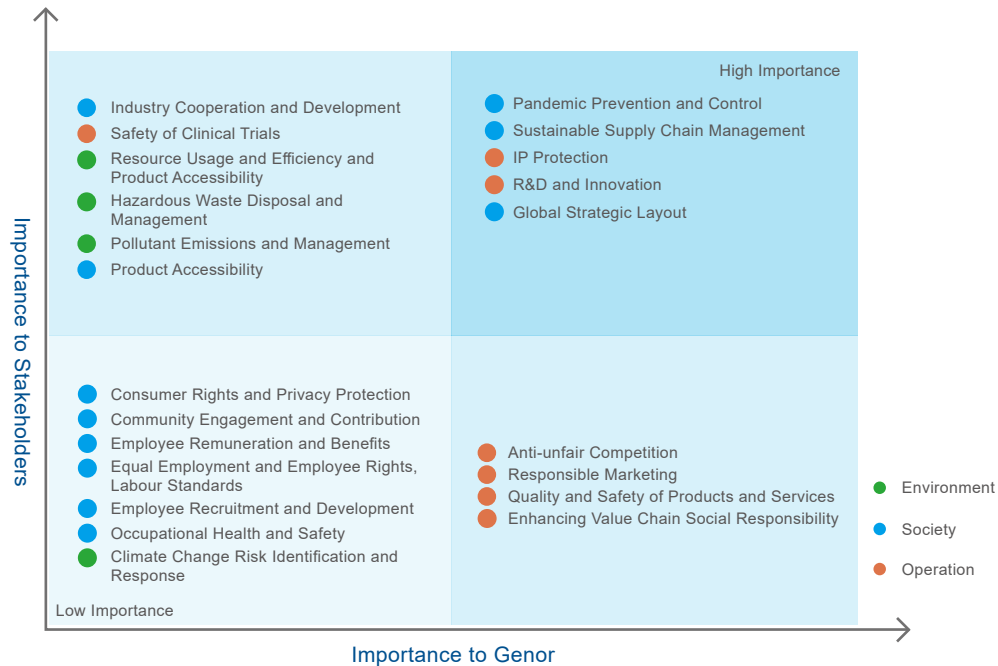 High Importance
Industry Cooperation and Development
Safety of Clinical Trials
Resource Usage and Efficiency and
Product Accessibility
Hazardous Waste Disposal and
Management
Pollutant Emissions and Management
Product Accessibility
Pandemic Prevention and Control
Sustainable Supply Chain Management
IP Protection
R&D and Innovation
Global Strategic Layout
Importance to Stakeholders
Consumer Rights and Privacy Protection
Community Engagement and Contribution
Employee Remuneration and Benefits
Equal Employment and Employee Rights,
Labour Standards
Employee Recruitment and Development
Occupational Health and Safety
Climate Change Risk Identification and
Response
Anti-unfair Competition
Responsible Marketing
Quality and Safety of Products and Services
Enhancing Value Chain Social Responsibility
Environment
Society
Operation
Low Importance
Importance to Genor